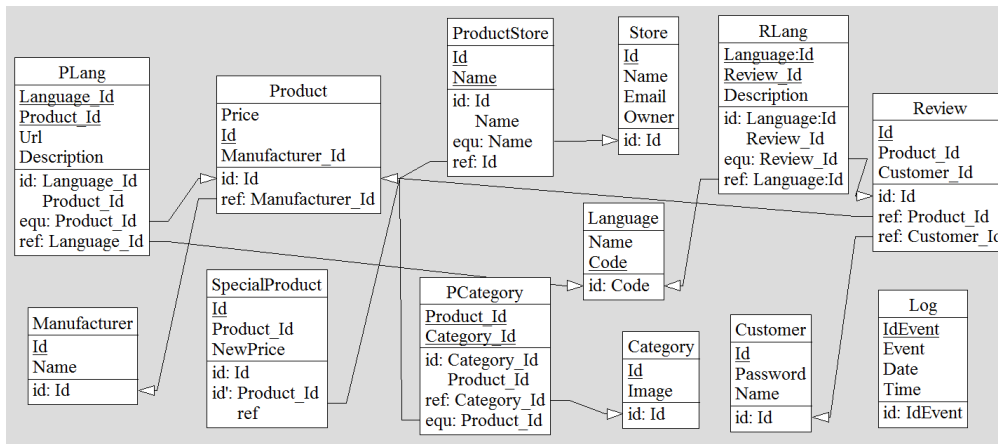 PLang
Language_Id
Product_Id
Url
Description
id: Language_Id
Product_Id
equ: Product_Id
ref: Language_Id
Product
Price
Id
Manufacturer_Id
id: Id
ref: Manufacturer_Id
ProductStore
Id
Name
id: Id
Name
equ: Name
ref: Id
Store
Id
Name
Email
Owner
id: Id
RLang
Language:Id
Review_Id
Description
id: Language:Id
Review_Id
equ: Review_Id
ref: Language:Id
Review
Id
Product_Id
Customer_Id
id: Id
ref: Product_Id
ref: Customer_Id
Language
Name
Code
id: Code
Manufacturer
Id
Name
id: Id
SpecialProduct
Id
Product_Id
NewPrice
id: Id
id': Product_Id
ref
PCategory
Product_Id
Category_Id
id: Category_Id
Product_Id
ref: Category_Id
equ: Product_Id
Category
Id
Image
id: Id
Customer
Id
Password
Name
id: Id
Log
IdEvent
Event
Date
Time
id: IdEvent